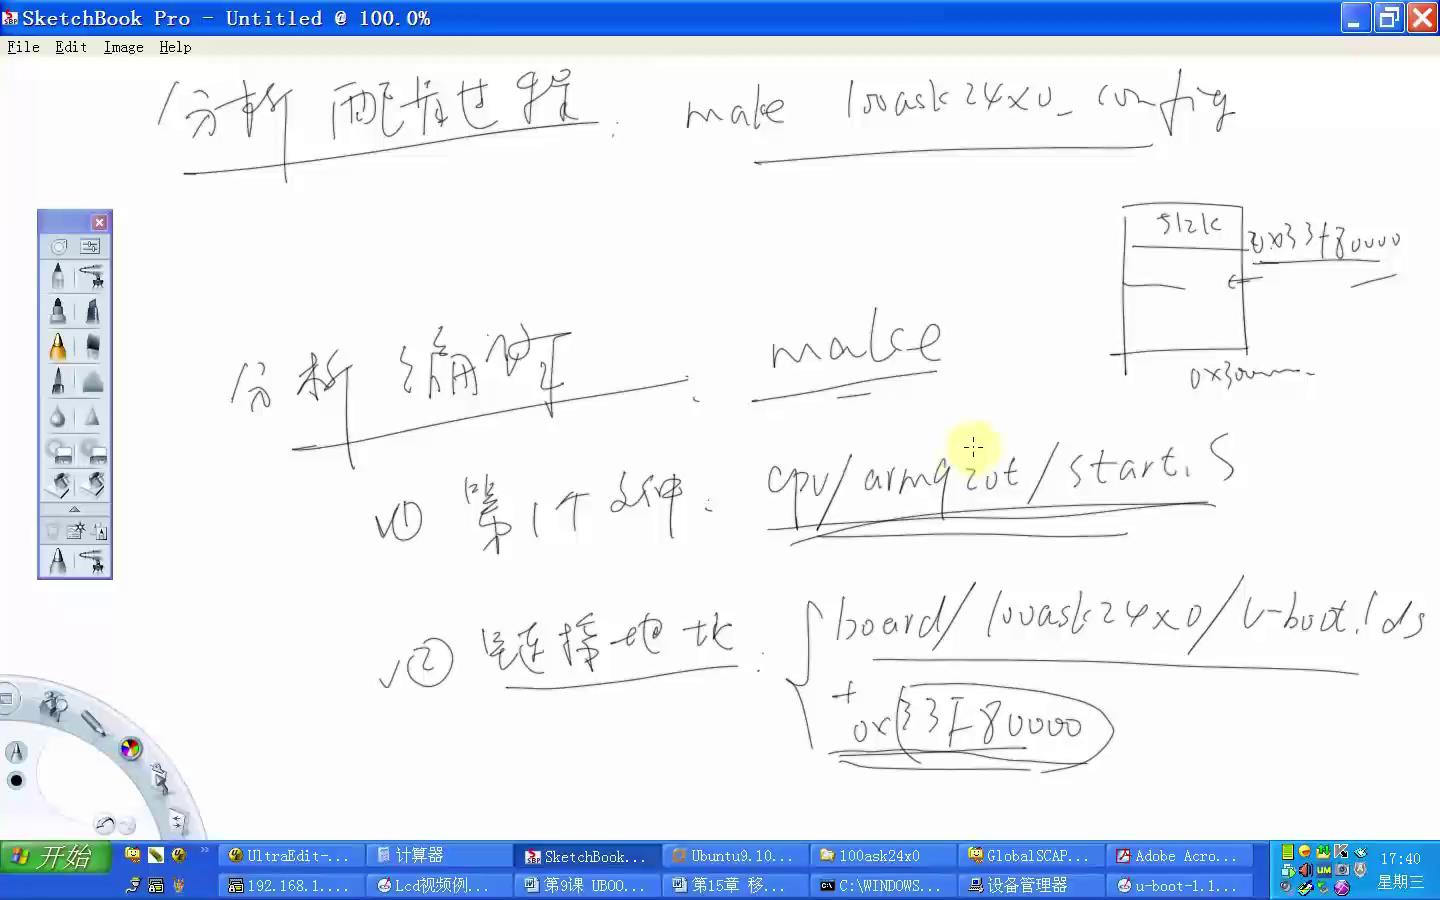 SketchBook Pro - Untitled @ 100.0%
File Edit Image Help
分析配置过程: make 100ask24x0_config
512K
0x33f80000
0x300
分析编译: make
① 第1个文件: cpu/arm920t/start.S
② 链接地址: board/100ask24x0/u-boot.lds
+ 0x33F80000
开始
UltraEdit-...
计算器
SketchBook...
Ubuntu9.10...
100ask24x0
GlobalSCAP...
Adobe Acro...
17:40
192.168.1....
Lcd视频例...
第9课 UBOO...
第15章 移...
C:\WINDOWS...
设备管理器
u-boot-1.1...
星期三